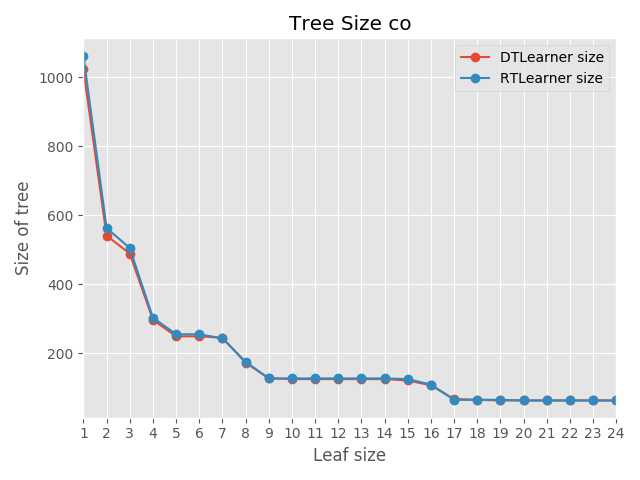 Tree Size co
DTLearner size
RTLearner size
Size of tree
1000
800
600
400
200
1 2 3 4 5 6 7 8 9 10 11 12 13 14 15 16 17 18 19 20 21 22 23 24
Leaf size